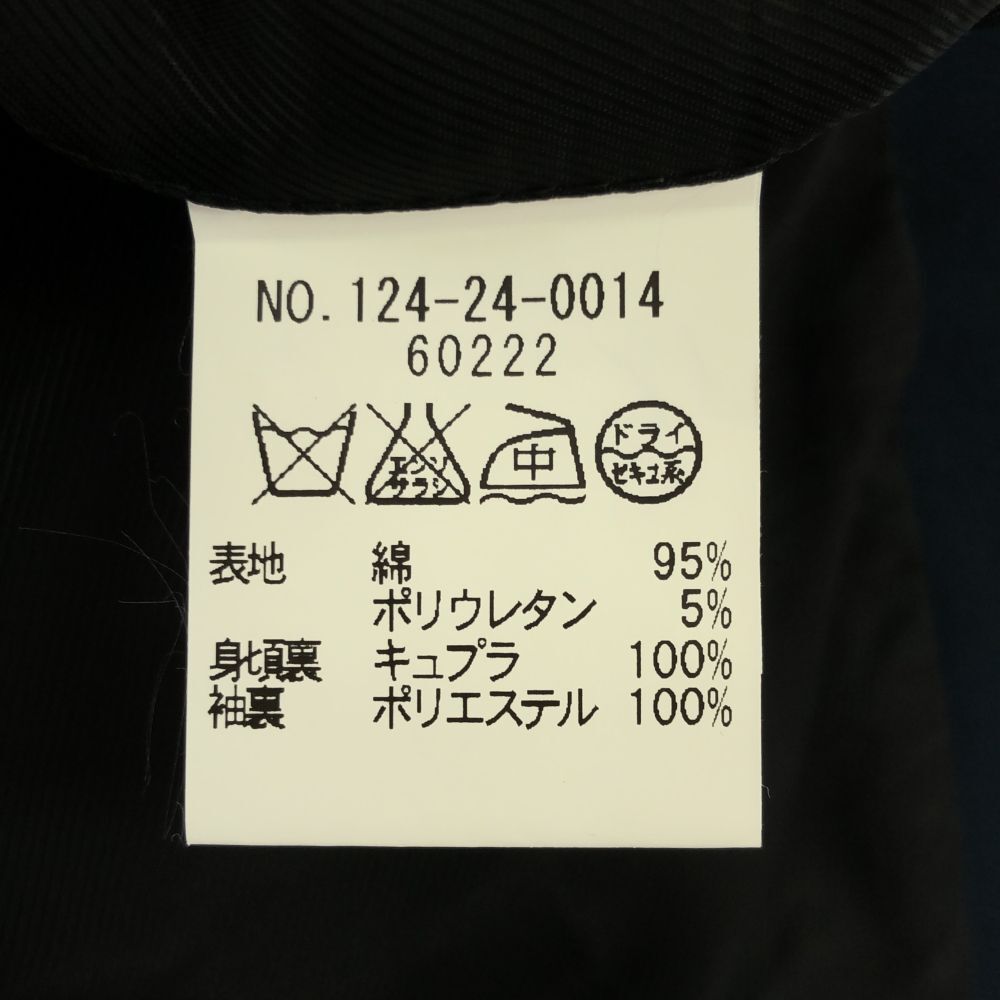 NO. 124-24-0014
60222
エンソ
サラシ
中
ドライ
セキユ系
表地 綿 95%
ポリウレタン 5%
身頃裏 キュプラ 100%
袖裏 ポリエステル 100%